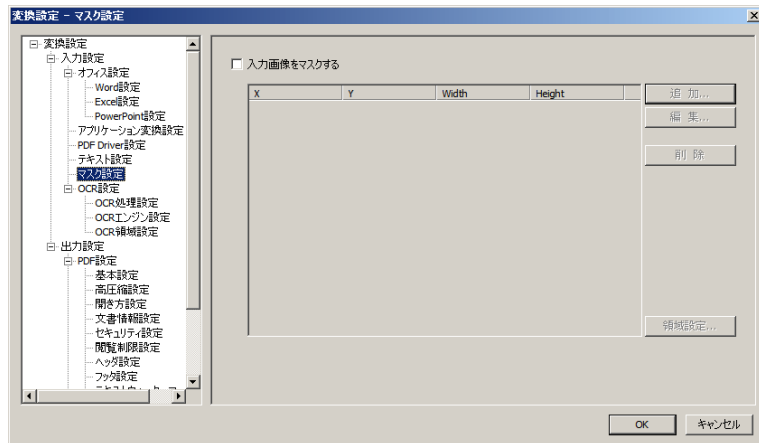 変換設定 - マスク設定
変換設定
入力設定
オフィス設定
Word設定
Excel設定
PowerPoint設定
アプリケーション変換設定
PDF Driver設定
テキスト設定
マスク設定
OCR設定
OCR処理設定
OCRエンジン設定
OCR領域設定
出力設定
PDF設定
基本設定
高圧縮設定
開き方設定
文書情報設定
セキュリティ設定
閲覧制限設定
ヘッダ設定
フッタ設定
入力画像をマスクする
X Y Width Height
追 加...
編 集...
削 除
領域設定...
OK キャンセル